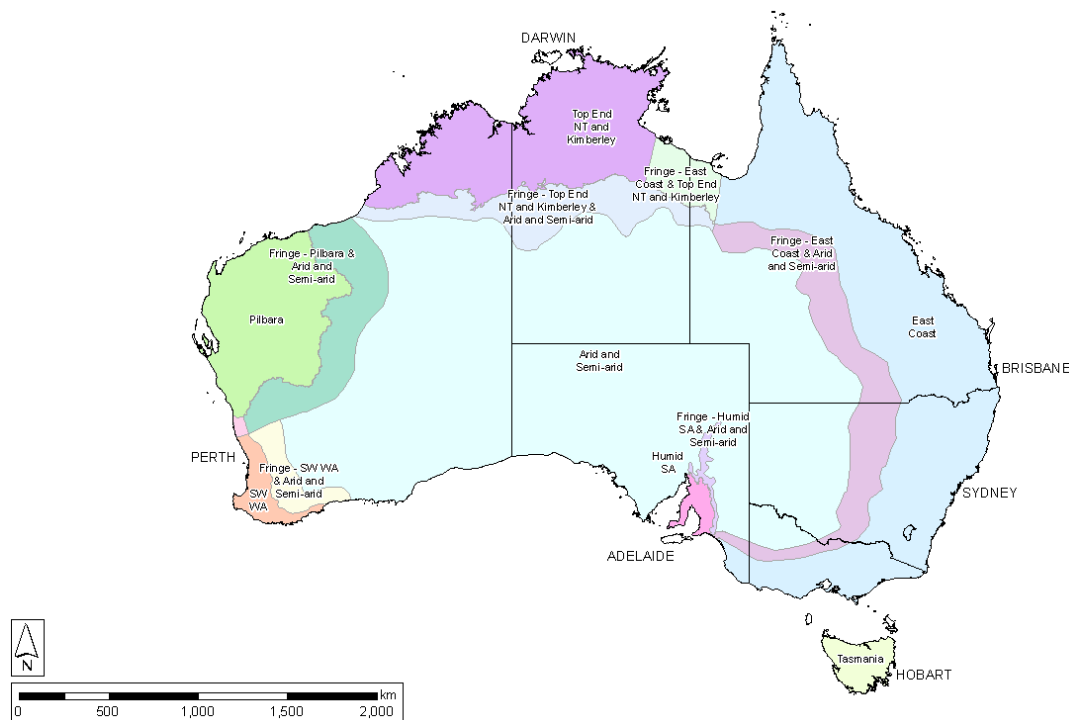 DARWIN
Top End
NT and
Kimberley
Fringe - East
Coast & Top End
NT and Kimberley
Fringe - Top End
NT and Kimberley &
Arid and Semi-arid
Fringe - East
Coast & Arid
and Semi-arid
Fringe - Pilbara &
Arid and
Semi-arid
Pilbara
East
Coast
Arid and
Semi-arid
BRISBANE
Fringe - Humid
SA & Arid and
Semi-arid
PERTH
Humid
SA
Fringe - SW WA
& Arid and
Semi-arid
SW
WA
SYDNEY
ADELAIDE
Tasmania
HOBART
N
km
0 500 1,000 1,500 2,000